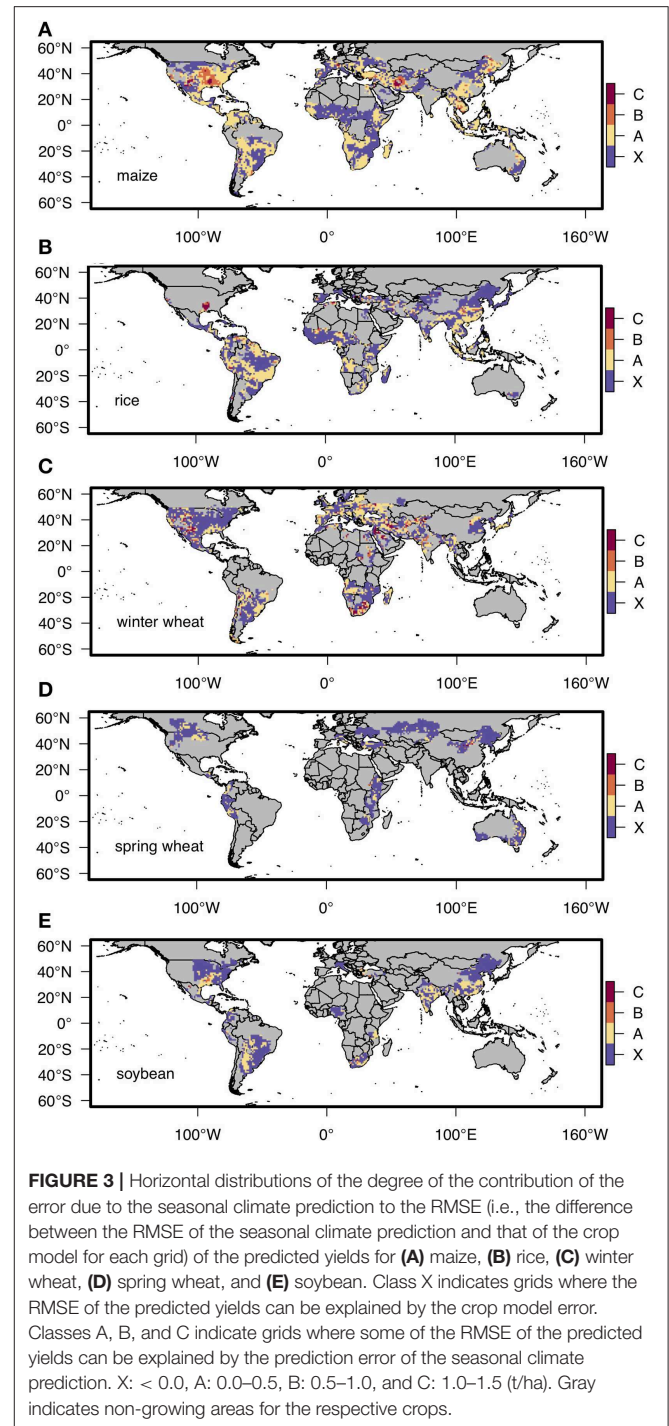 A
60°N
40°N
20°N
0°
20°S
40°S
60°S
maize
C
B
A
X
100°W 0° 100°E 160°W
B
60°N
40°N
20°N
0°
20°S
40°S
60°S
rice
C
B
A
X
100°W 0° 100°E 160°W
C
60°N
40°N
20°N
0°
20°S
40°S
60°S
winter wheat
C
B
A
X
100°W 0° 100°E 160°W
D
60°N
40°N
20°N
0°
20°S
40°S
60°S
spring wheat
C
B
A
X
100°W 0° 100°E 160°W
E
60°N
40°N
20°N
0°
20°S
40°S
60°S
soybean
C
B
A
X
100°W 0° 100°E 160°W
FIGURE 3 | Horizontal distributions of the degree of the contribution of the
error due to the seasonal climate prediction to the RMSE (i.e., the difference
between the RMSE of the seasonal climate prediction and that of the crop
model for each grid) of the predicted yields for (A) maize, (B) rice, (C) winter
wheat, (D) spring wheat, and (E) soybean. Class X indicates grids where the
RMSE of the predicted yields can be explained by the crop model error.
Classes A, B, and C indicate grids where some of the RMSE of the predicted
yields can be explained by the prediction error of the seasonal climate
prediction. X: < 0.0, A: 0.0–0.5, B: 0.5–1.0, and C: 1.0–1.5 (t/ha). Gray
indicates non-growing areas for the respective crops.